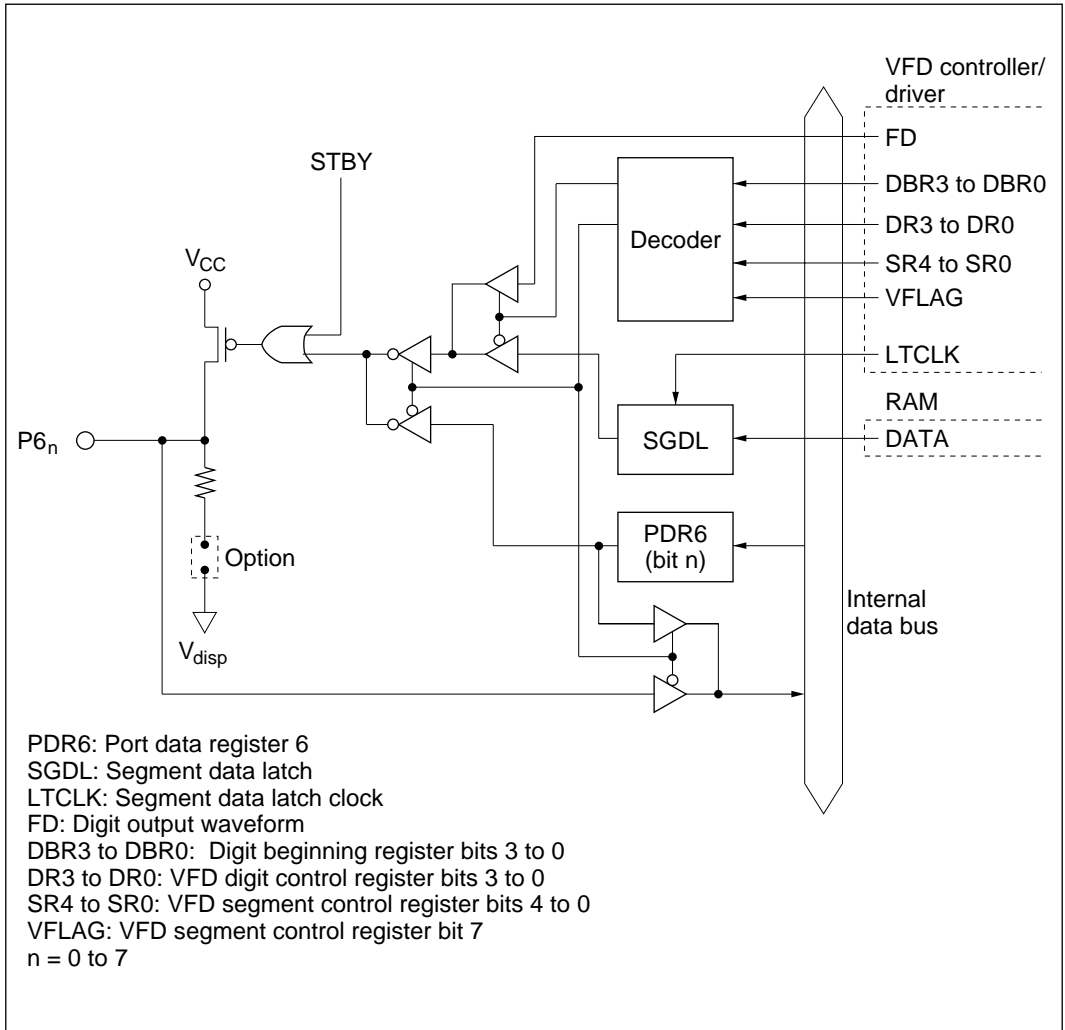 VFD controller/
driver
FD
STBY
DBR3 to DBR0
Decoder
DR3 to DR0
VCC
SR4 to SR0
VFLAG
LTCLK
RAM
P6n
SGDL
DATA
PDR6
(bit n)
Option
Internal
data bus
Vdisp
PDR6: Port data register 6
SGDL: Segment data latch
LTCLK: Segment data latch clock
FD: Digit output waveform
DBR3 to DBR0:  Digit beginning register bits 3 to 0
DR3 to DR0: VFD digit control register bits 3 to 0
SR4 to SR0: VFD segment control register bits 4 to 0
VFLAG: VFD segment control register bit 7
n = 0 to 7